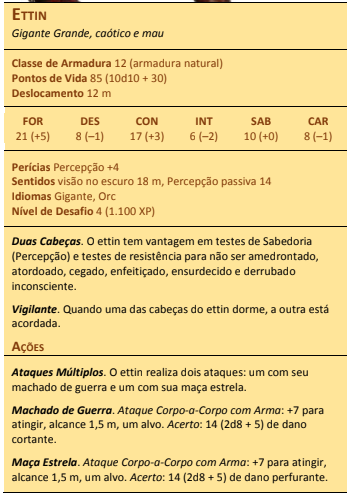 ETTIN
Gigante Grande, caótico e mau
Classe de Armadura 12 (armadura natural)
Pontos de Vida 85 (10d10 + 30)
Deslocamento 12 m
FOR DES CON INT SAB CAR
21 (+5) 8 (–1) 17 (+3) 6 (–2) 10 (+0) 8 (–1)
Perícias Percepção +4
Sentidos visão no escuro 18 m, Percepção passiva 14
Idiomas Gigante, Orc
Nível de Desafio 4 (1.100 XP)
Duas Cabeças. O ettin tem vantagem em testes de Sabedoria
(Percepção) e testes de resistência para não ser amedrontado,
atordoado, cegado, enfeitiçado, ensurdecido e derrubado
inconsciente.
Vigilante. Quando uma das cabeças do ettin dorme, a outra está
acordada.
AÇÕES
Ataques Múltiplos. O ettin realiza dois ataques: um com seu
machado de guerra e um com sua maça estrela.
Machado de Guerra. Ataque Corpo-a-Corpo com Arma: +7 para
atingir, alcance 1,5 m, um alvo. Acerto: 14 (2d8 + 5) de dano
cortante.
Maça Estrela. Ataque Corpo-a-Corpo com Arma: +7 para atingir,
alcance 1,5 m, um alvo. Acerto: 14 (2d8 + 5) de dano perfurante.